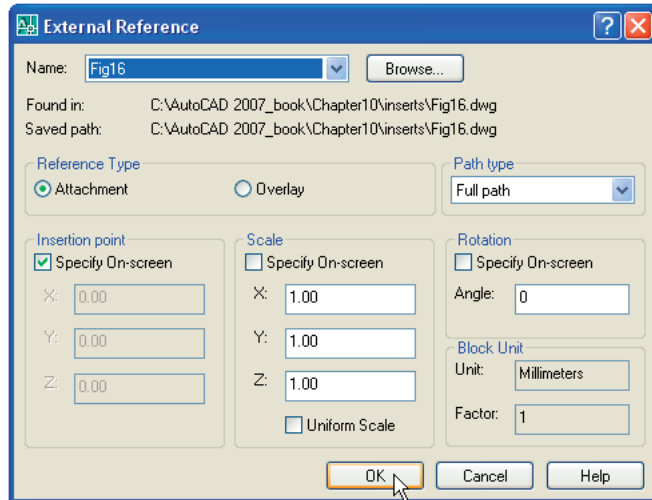 External Reference
Name: Fig16 Browse...
Found in: C:\AutoCAD 2007_book\Chapter10\inserts\Fig16.dwg
Saved path: C:\AutoCAD 2007_book\Chapter10\inserts\Fig16.dwg
Reference Type
Attachment Overlay
Path type
Full path
Insertion point
Specify On-screen
X: 0.00
Y: 0.00
Z: 0.00
Scale
Specify On-screen
X: 1.00
Y: 1.00
Z: 1.00
Uniform Scale
Rotation
Specify On-screen
Angle: 0
Block Unit
Unit: Millimeters
Factor: 1
OK Cancel Help